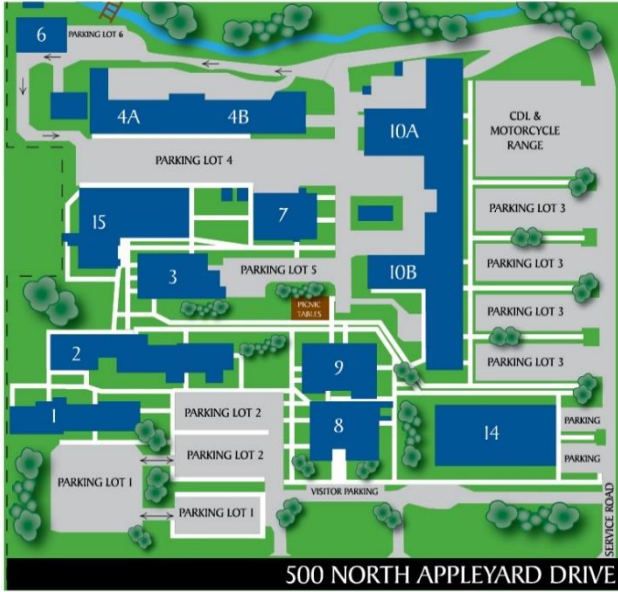 6
PARKING LOT 6
4A
4B
10A
CDL &
MOTORCYCLE
RANGE
PARKING LOT 4
15
7
PARKING LOT 3
3
PARKING LOT 5
10B
PARKING LOT 3
PICNIC
TABLES
PARKING LOT 3
2
9
PARKING LOT 3
1
PARKING LOT 2
8
14
PARKING
PARKING LOT 2
PARKING
PARKING LOT 1
VISITOR PARKING
PARKING LOT 1
SERVICE ROAD
500 NORTH APPLEYARD DRIVE